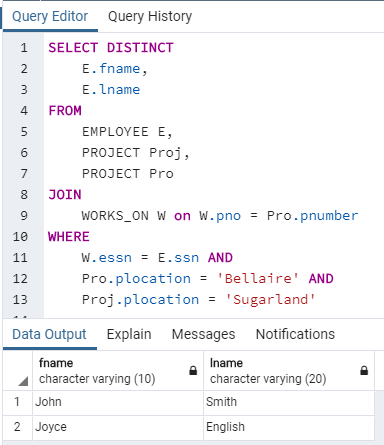 Query Editor Query History
1 SELECT DISTINCT
2 E.fname,
3 E.lname
4 FROM
5 EMPLOYEE E,
6 PROJECT Proj,
7 PROJECT Pro
8 JOIN
9 WORKS_ON W on W.pno = Pro.pnumber
10 WHERE
11 W.essn = E.ssn AND
12 Pro.plocation = 'Bellaire' AND
13 Proj.plocation = 'Sugarland'
Data Output Explain Messages Notifications
fname lname
character varying (10) character varying (20)
1 John Smith
2 Joyce English